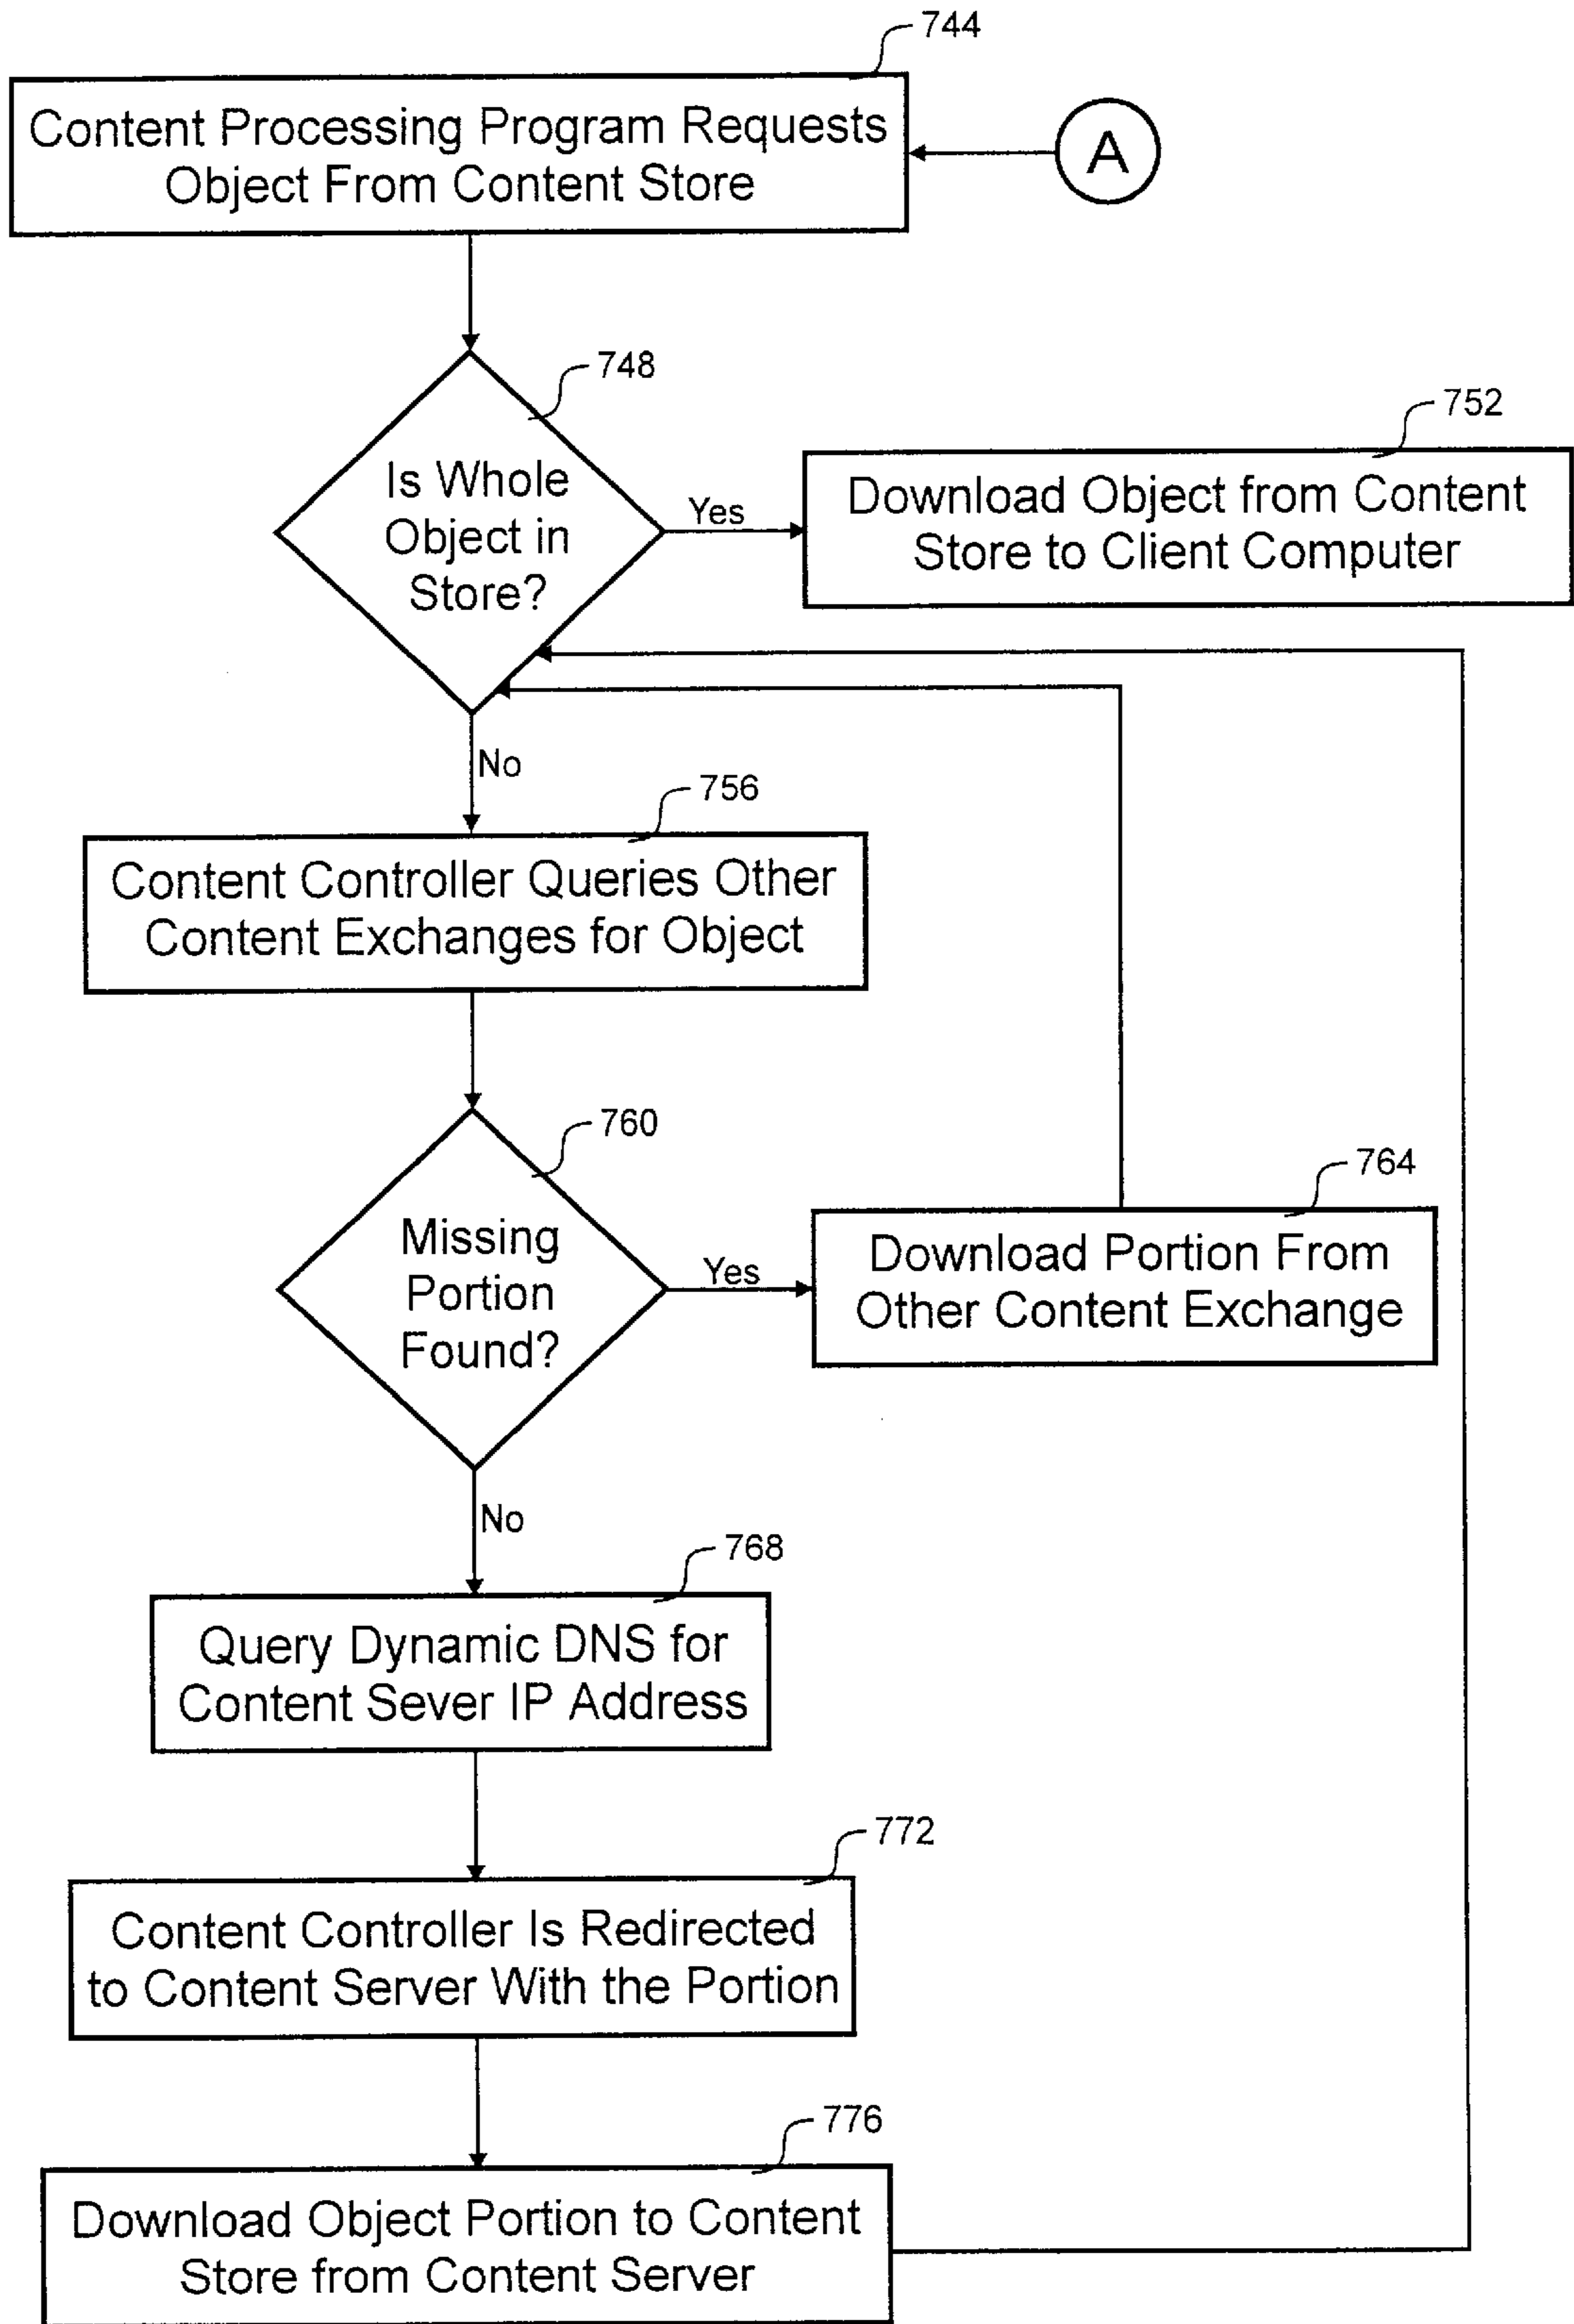 744
Content Processing Program Requests
Object From Content Store
A
748
Is Whole
Object in
Store?
Yes
752
Download Object from Content
Store to Client Computer
No
756
Content Controller Queries Other
Content Exchanges for Object
760
Missing
Portion
Found?
Yes
764
Download Portion From
Other Content Exchange
No
768
Query Dynamic DNS for
Content Sever IP Address
772
Content Controller Is Redirected
to Content Server With the Portion
776
Download Object Portion to Content
Store from Content Server